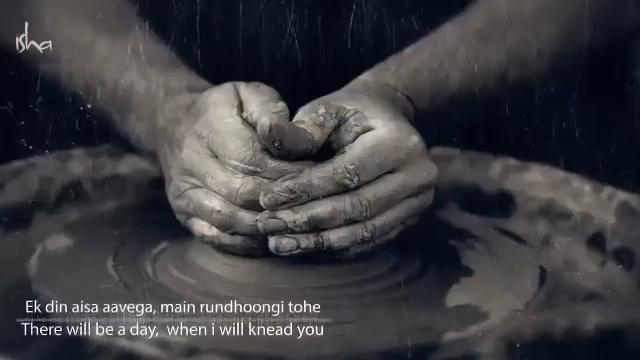 isha
Ek din aisa aavega, main rundhoongi tohe
There will be a day, when i will knead you